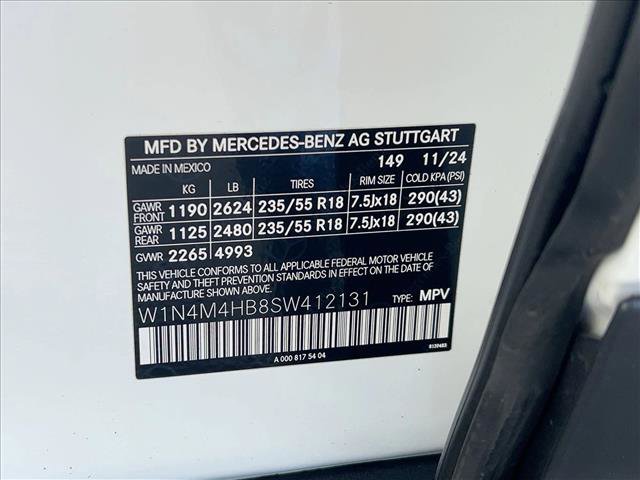 MFD BY MERCEDES-BENZ AG STUTTGART
MADE IN MEXICO 149 11/24
KG LB TIRES RIM SIZE COLD KPA(PSI)
GAWR FRONT 1190 2624 235/55 R18 7.5Jx18 290(43)
GAWR REAR 1125 2480 235/55 R18 7.5Jx18 290(43)
GVWR 2265 4993
THIS VEHICLE CONFORMS TO ALL APPLICABLE FEDERAL MOTOR VEHICLE
SAFETY AND THEFT PREVENTION STANDARDS IN EFFECT ON THE DATE OF
MANUFACTURE SHOWN ABOVE.
W1N4M4HB8SW412131 TYPE: MPV
A 000 817 54 04